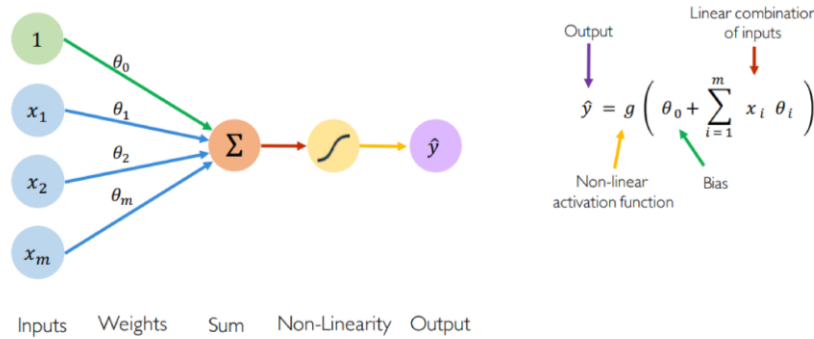 1
x₁
x₂
xₘ
θ₀
θ₁
θ₂
θₘ
Σ
ŷ
Inputs Weights Sum Non-Linearity Output
Output
Linear combination
of inputs
ŷ = g ( θ₀ + ∑ᵢ₌₁ᵐ xᵢ θᵢ )
Non-linear
activation function
Bias